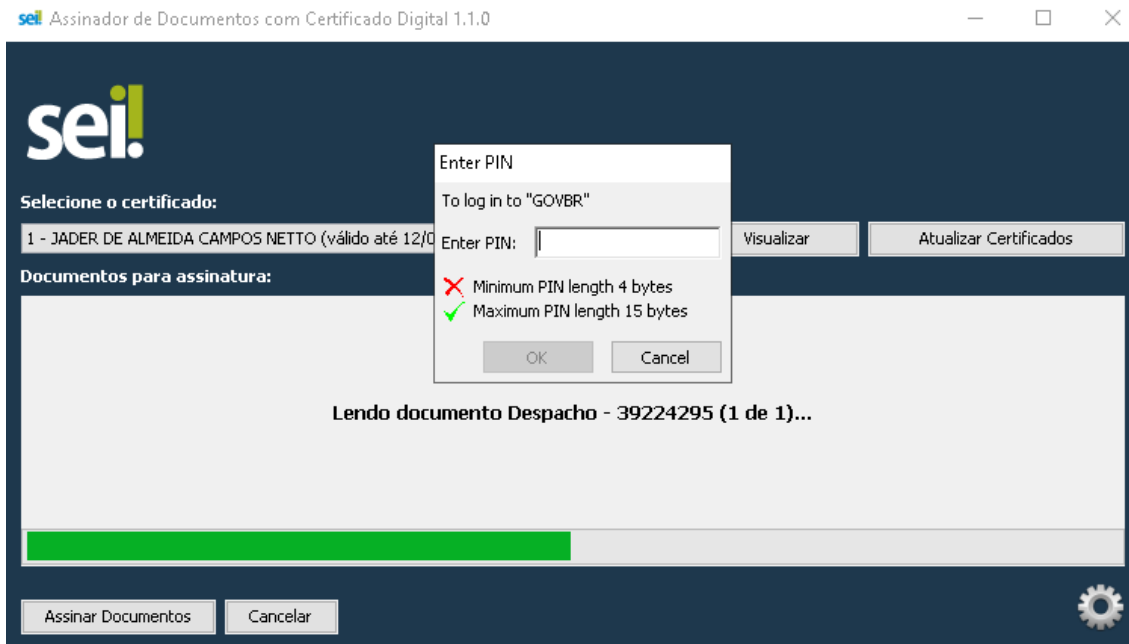 sei! Assinador de Documentos com Certificado Digital 1.1.0
sei!
Enter PIN
To log in to "GOVBR"
Selecione o certificado:
1 - JADER DE ALMEIDA CAMPOS NETTO (válido até 12/0
Enter PIN:
Visualizar
Atualizar Certificados
Documentos para assinatura:
Minimum PIN length 4 bytes
Maximum PIN length 15 bytes
OK
Cancel
Lendo documento Despacho - 39224295 (1 de 1)...
Assinar Documentos
Cancelar